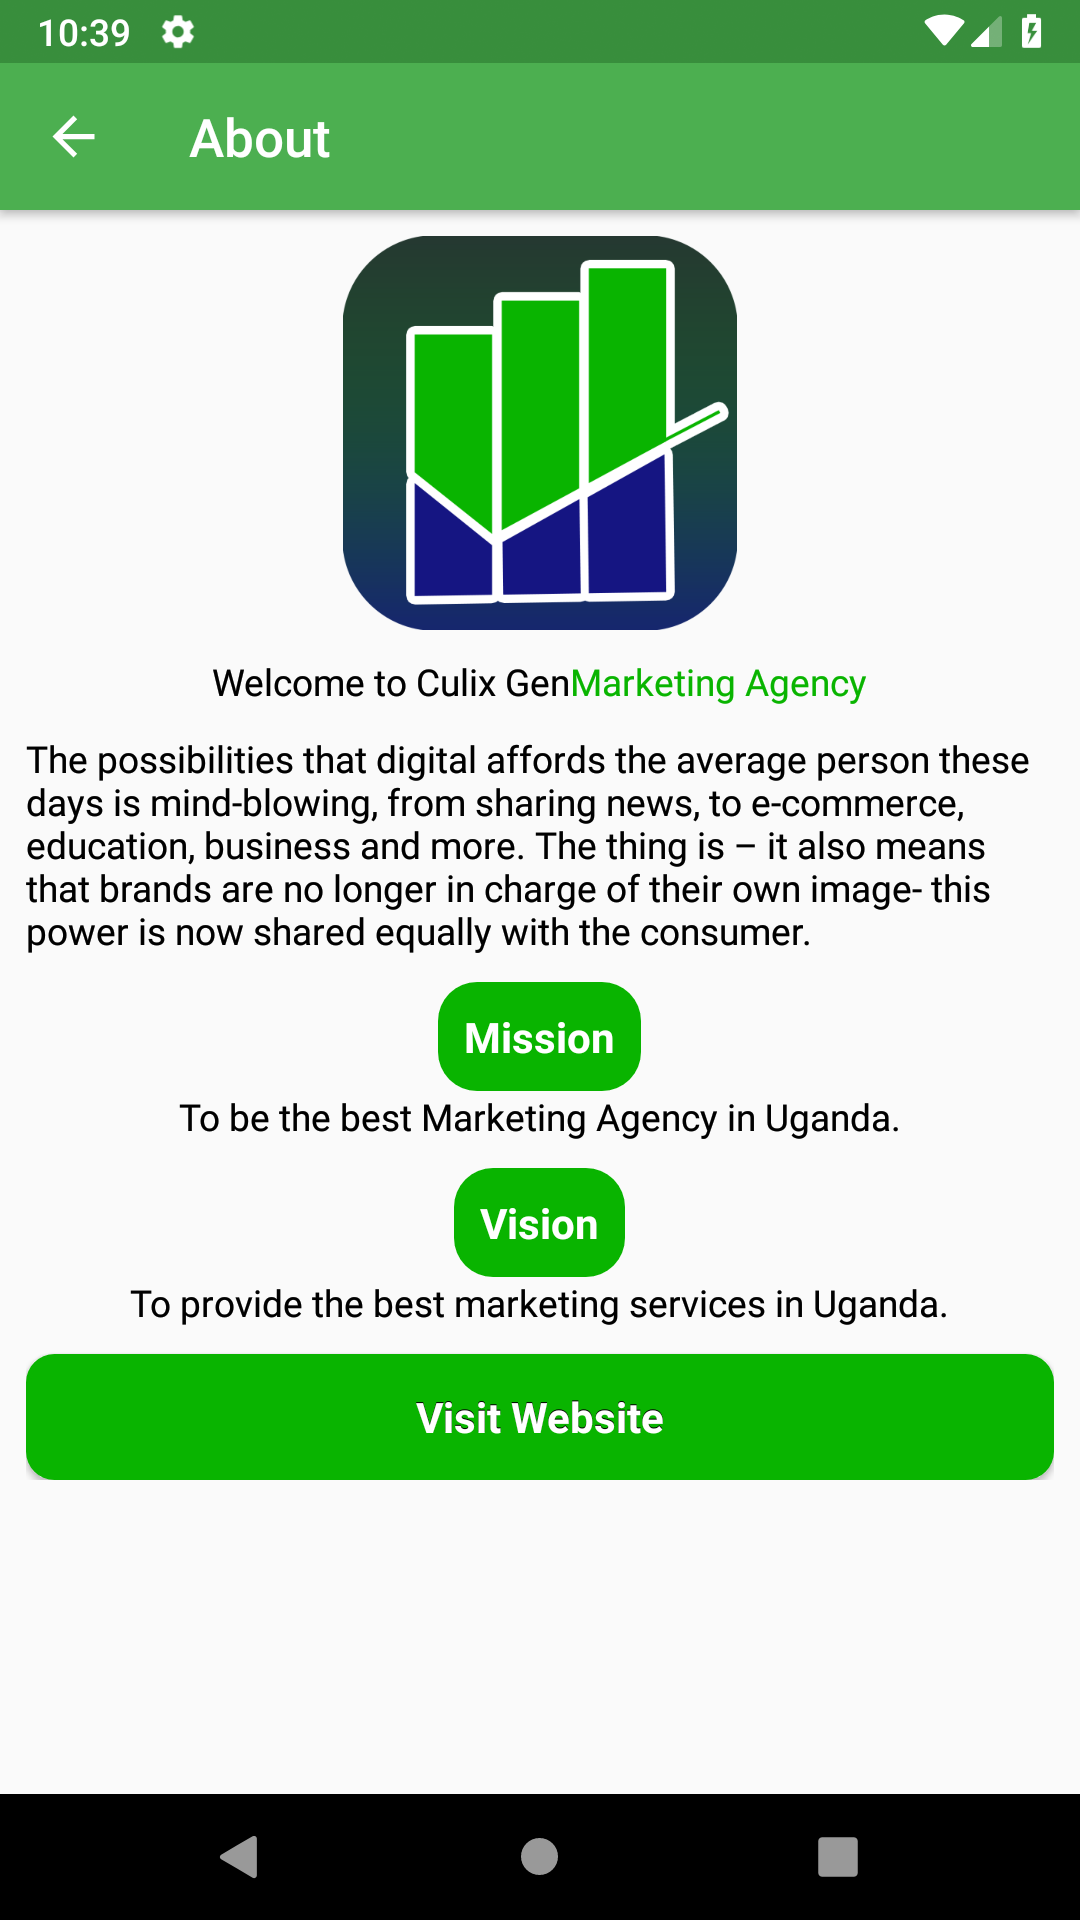 10:39
About
Welcome to Culix GenMarketing Agency
The possibilities that digital affords the average person these
days is mind-blowing, from sharing news, to e-commerce,
education, business and more. The thing is – it also means
that brands are no longer in charge of their own image- this
power is now shared equally with the consumer.
Mission
To be the best Marketing Agency in Uganda.
Vision
To provide the best marketing services in Uganda.
Visit Website